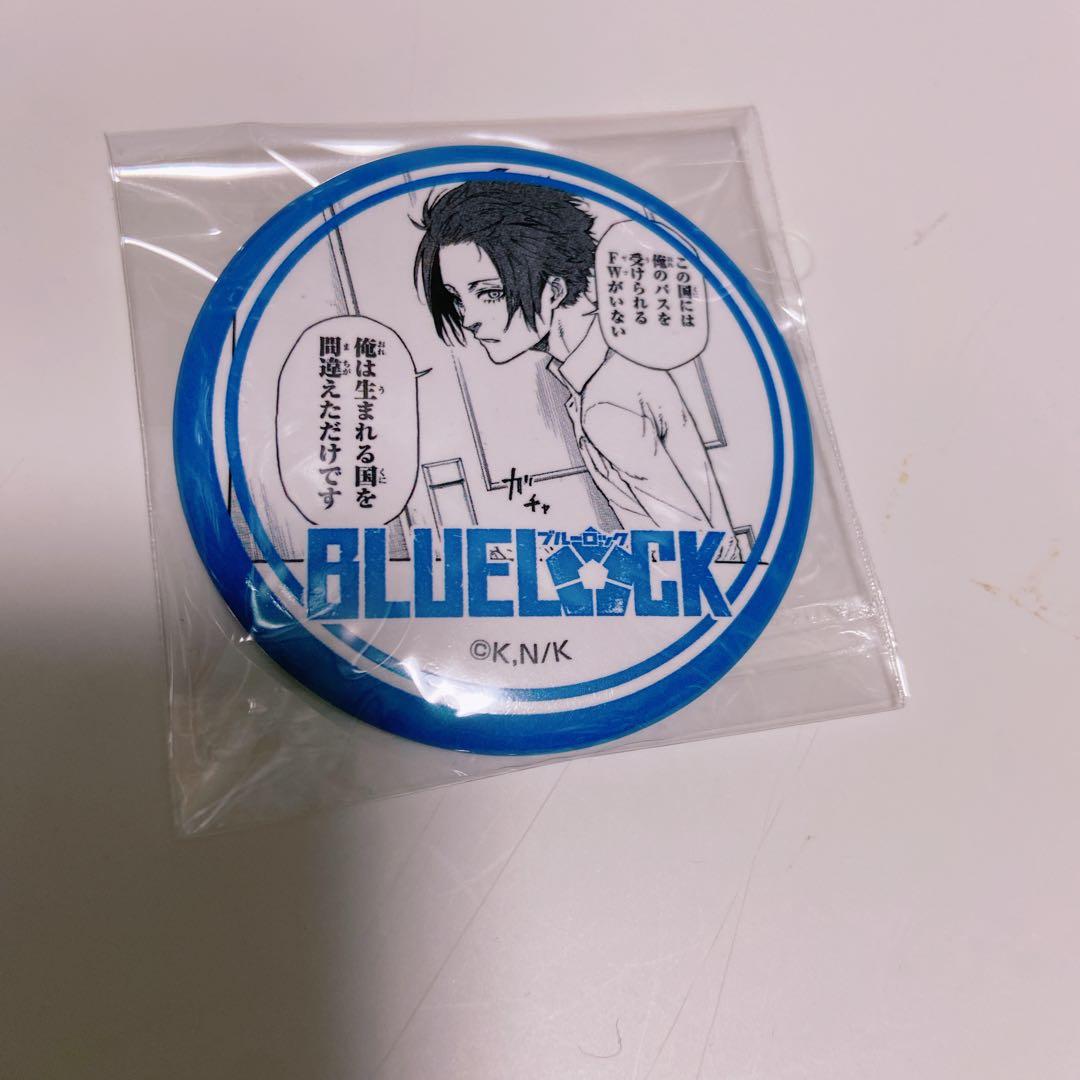 この国には
俺のパスを
受けられる
FWがいない
俺は生まれる国を
間違えただけです
ガチャ
ブルーロック
BLUELOCK
©K,N/K